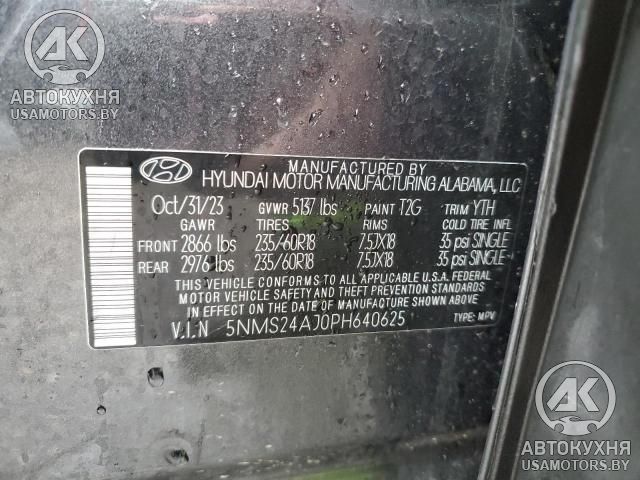 AK
АВТОКУХНЯ
USAMOTORS.BY
MANUFACTURED BY
HYUNDAI MOTOR MANUFACTURING ALABAMA, LLC
Oct/31/23 GVWR 5137 lbs PAINT T2G TRIM YTH
GAWR TIRES RIMS COLD TIRE INFL
FRONT 2866 lbs 235/60R18 7.5JX18 35 psi SINGLE
REAR 2976 lbs 235/60R18 7.5JX18 35 psi SINGLE
THIS VEHICLE CONFORMS TO ALL APPLICABLE U.S.A. FEDERAL
MOTOR VEHICLE SAFETY AND THEFT PREVENTION STANDARDS
IN EFFECT ON THE DATE OF MANUFACTURE SHOWN ABOVE.
V.I.N 5NMS24AJ0PH640625 TYPE: MPV
AK
АВТОКУХНЯ
USAMOTORS.BY